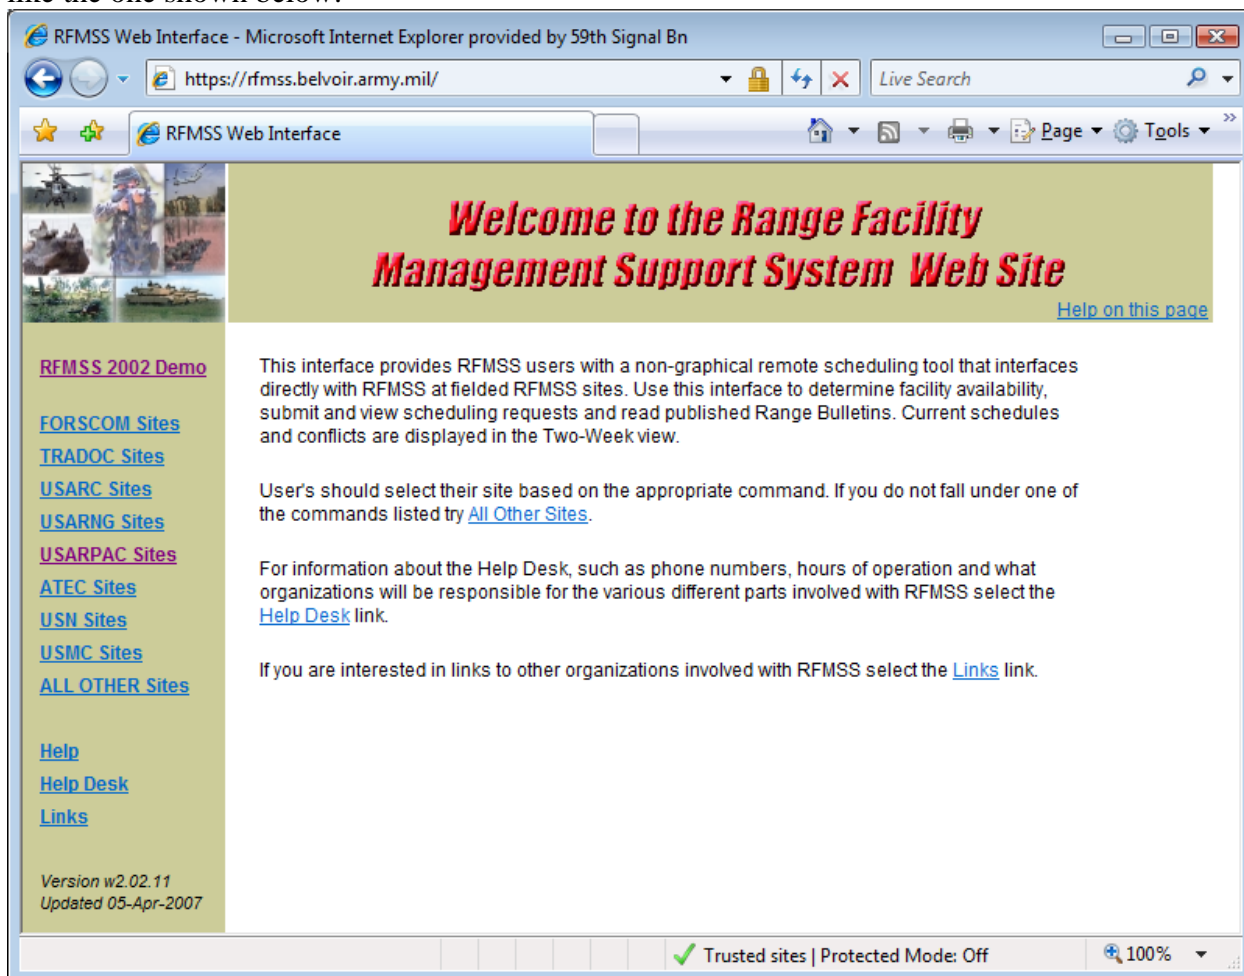 like the one shown below.
RFMSS Web Interface - Microsoft Internet Explorer provided by 59th Signal Bn
https://rfmss.belvoir.army.mil/
Live Search
RFMSS Web Interface
Page
Tools
Welcome to the Range Facility
Management Support System Web Site
Help on this page
RFMSS 2002 Demo
FORSCOM Sites
TRADOC Sites
USARC Sites
USARNG Sites
USARPAC Sites
ATEC Sites
USN Sites
USMC Sites
ALL OTHER Sites
Help
Help Desk
Links
Version w2.02.11
Updated 05-Apr-2007
This interface provides RFMSS users with a non-graphical remote scheduling tool that interfaces
directly with RFMSS at fielded RFMSS sites. Use this interface to determine facility availability,
submit and view scheduling requests and read published Range Bulletins. Current schedules
and conflicts are displayed in the Two-Week view.
User's should select their site based on the appropriate command. If you do not fall under one of
the commands listed try All Other Sites.
For information about the Help Desk, such as phone numbers, hours of operation and what
organizations will be responsible for the various different parts involved with RFMSS select the
Help Desk link.
If you are interested in links to other organizations involved with RFMSS select the Links link.
Trusted sites | Protected Mode: Off
100%